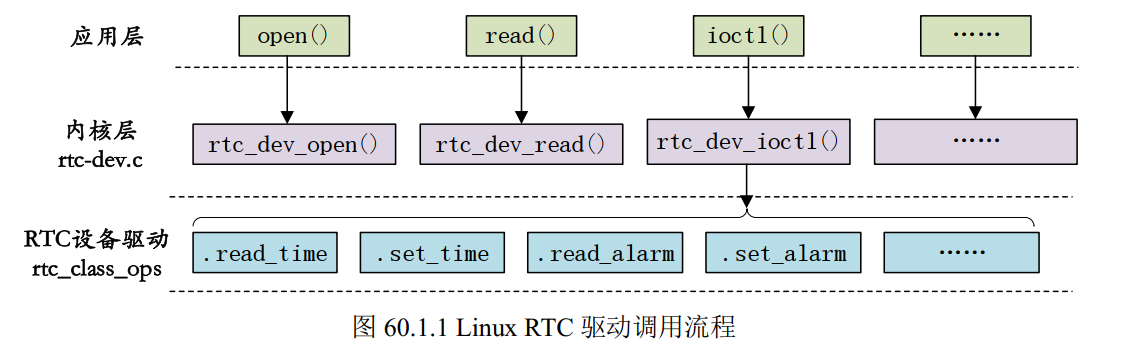 应用层
open()
read()
ioctl()
……
内核层
rtc-dev.c
rtc_dev_open()
rtc_dev_read()
rtc_dev_ioctl()
……
RTC设备驱动
rtc_class_ops
.read_time
.set_time
.read_alarm
.set_alarm
……
图 60.1.1 Linux RTC 驱动调用流程